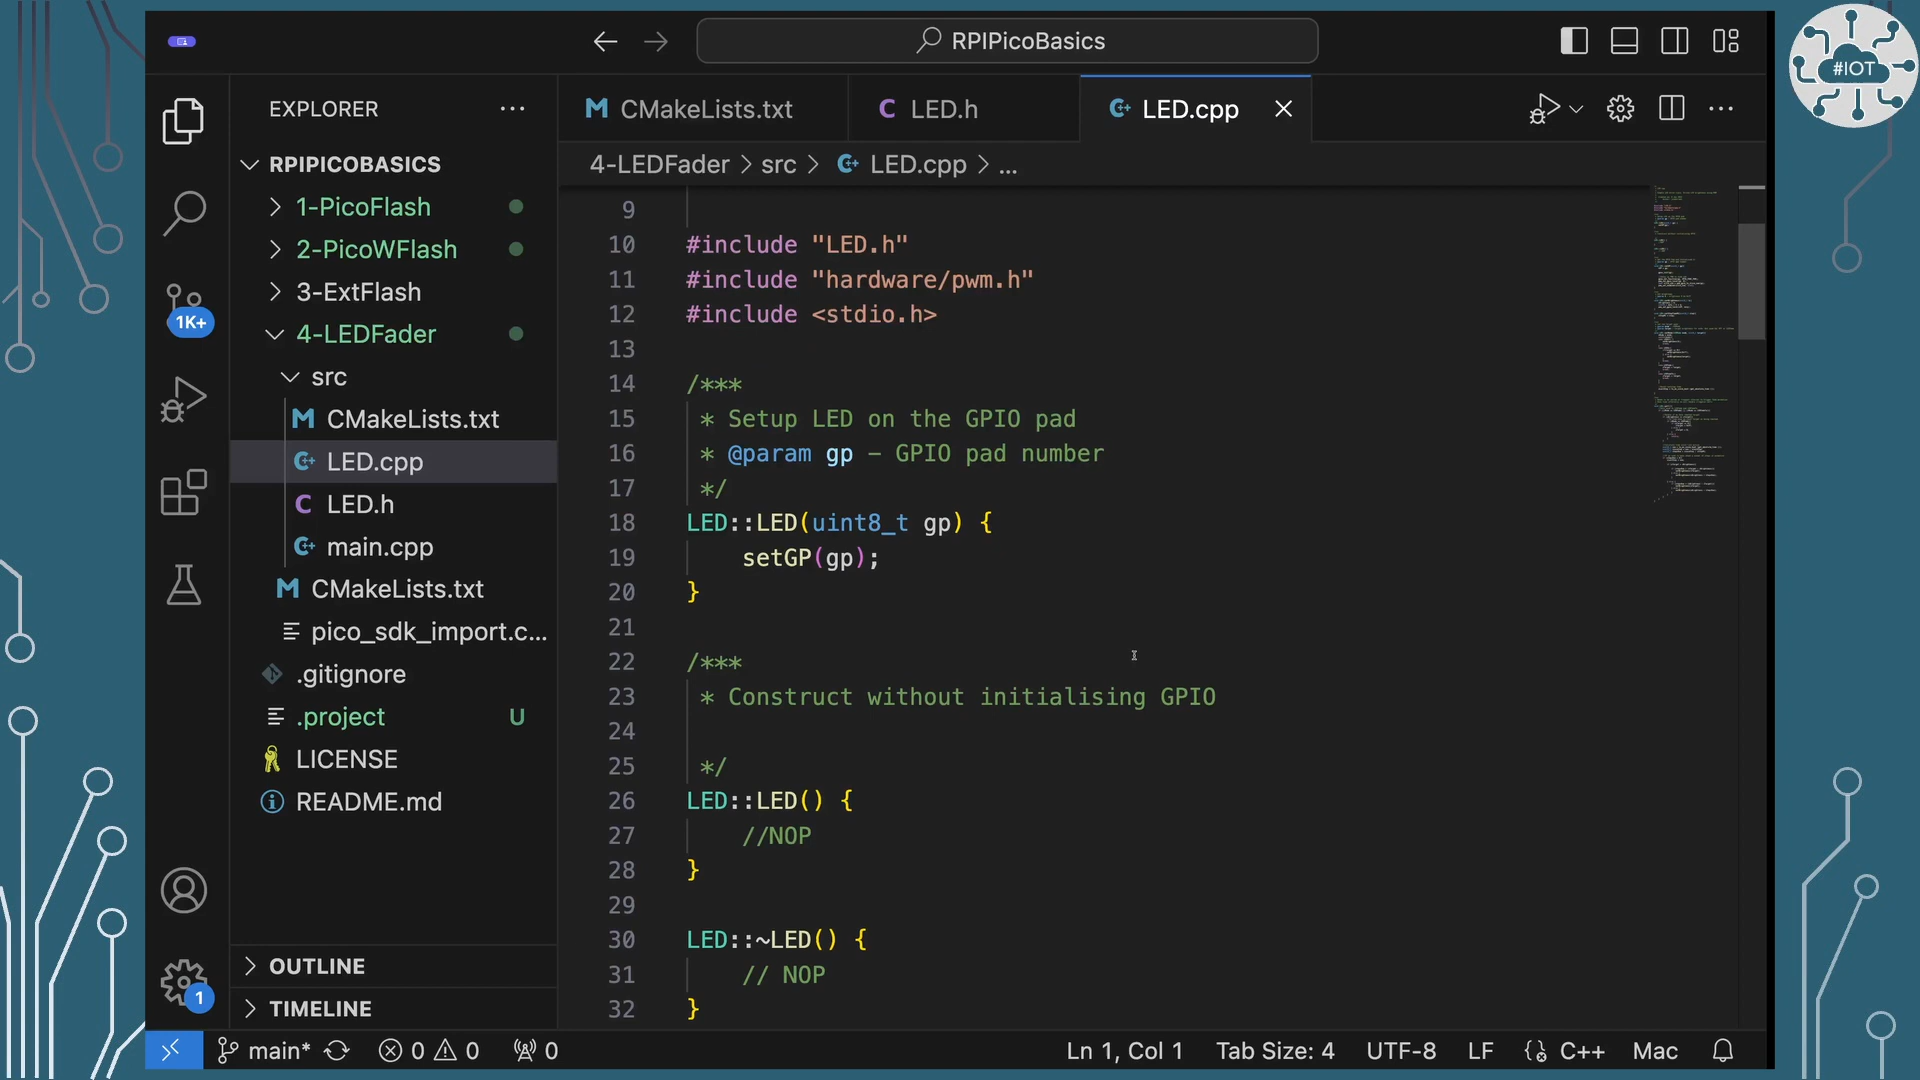 RPIPicoBasics
#IOT
EXPLORER
RPIPICOBASICS
1-PicoFlash
2-PicoWFlash
3-ExtFlash
4-LEDFader
src
CMakeLists.txt
LED.cpp
LED.h
main.cpp
CMakeLists.txt
pico_sdk_import.c...
.gitignore
.project U
LICENSE
README.md
OUTLINE
TIMELINE
1K+
1
CMakeLists.txt LED.h LED.cpp
4-LEDFader > src > LED.cpp > ...
9
10 #include "LED.h"
11 #include "hardware/pwm.h"
12 #include <stdio.h>
13
14 /***
15 * Setup LED on the GPIO pad
16 * @param gp – GPIO pad number
17 */
18 LED::LED(uint8_t gp) {
19 setGP(gp);
20 }
21
22 /***
23 * Construct without initialising GPIO
24
25 */
26 LED::LED() {
27 //NOP
28 }
29
30 LED::~LED() {
31 // NOP
32 }
main* 0 0 0 Ln 1, Col 1 Tab Size: 4 UTF-8 LF C++ Mac